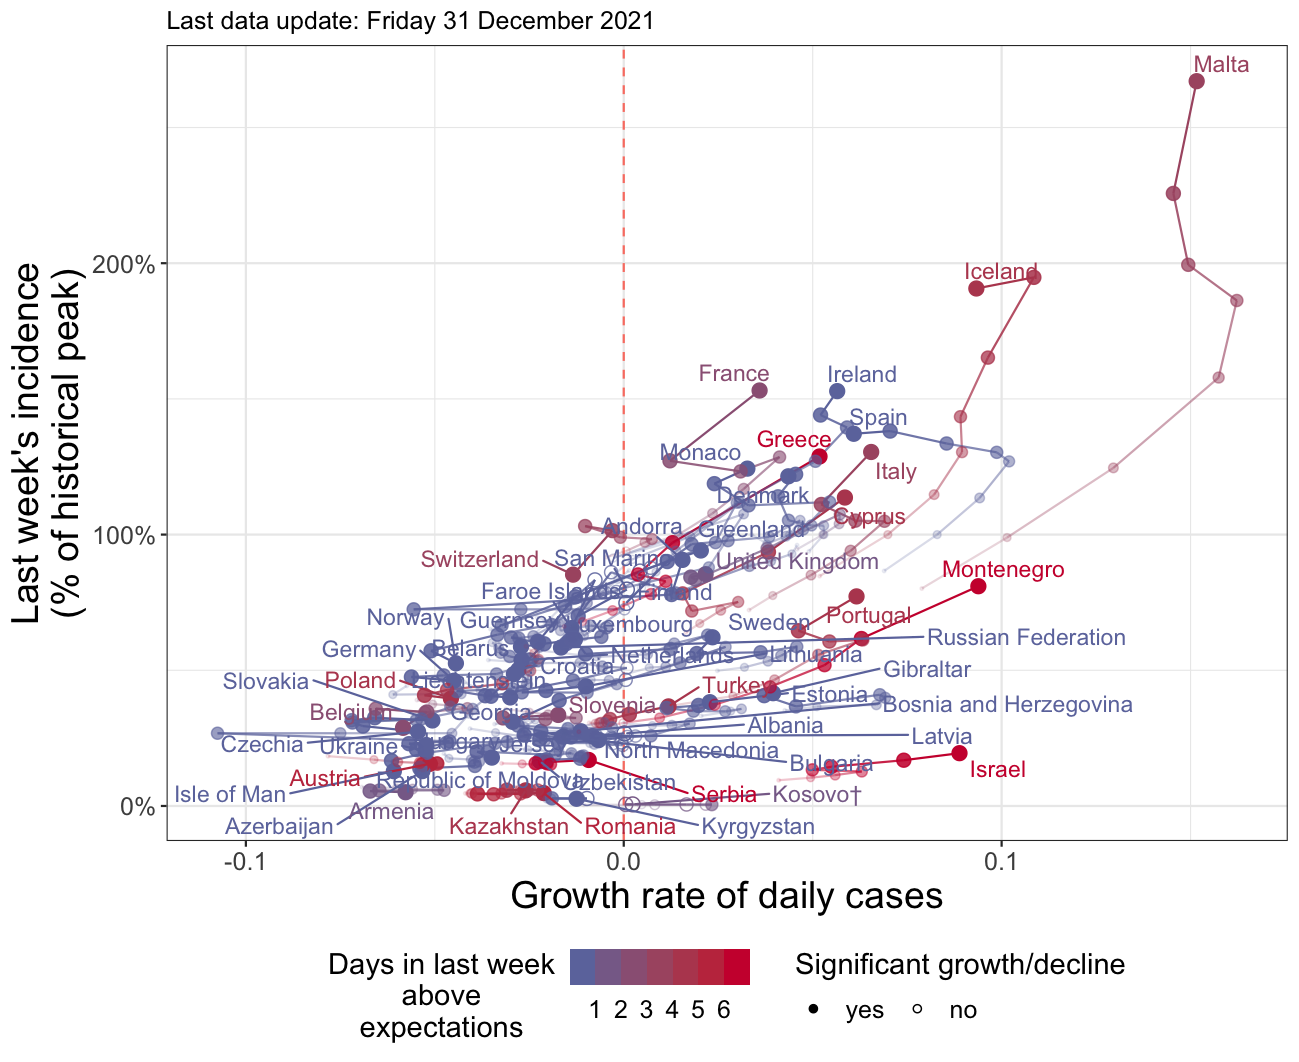 Last data update: Friday 31 December 2021
Last week's incidence
(% of historical peak)
200%
100%
0%
Malta
Iceland
France
Ireland
Spain
Greece
Monaco
Italy
Denmark
Cyprus
Andorra
Greenland
Switzerland
San Marino
United Kingdom
Montenegro
Faroe Islands
Finland
Norway
Guernsey
Luxembourg
Sweden
Portugal
Russian Federation
Germany
Belarus
Netherlands
Lithuania
Croatia
Gibraltar
Slovakia
Poland
Liechtenstein
Turkey
Estonia
Bosnia and Herzegovina
Belgium
Georgia
Slovenia
Albania
Latvia
Czechia
Ukraine
Hungary
Jersey
North Macedonia
Bulgaria
Israel
Austria
Republic of Moldova
Uzbekistan
Isle of Man
Serbia
Kosovo†
Armenia
Azerbaijan
Kazakhstan
Romania
Kyrgyzstan
-0.1
0.0
0.1
Growth rate of daily cases
Days in last week
above
expectations
1 2 3 4 5 6
Significant growth/decline
yes
no